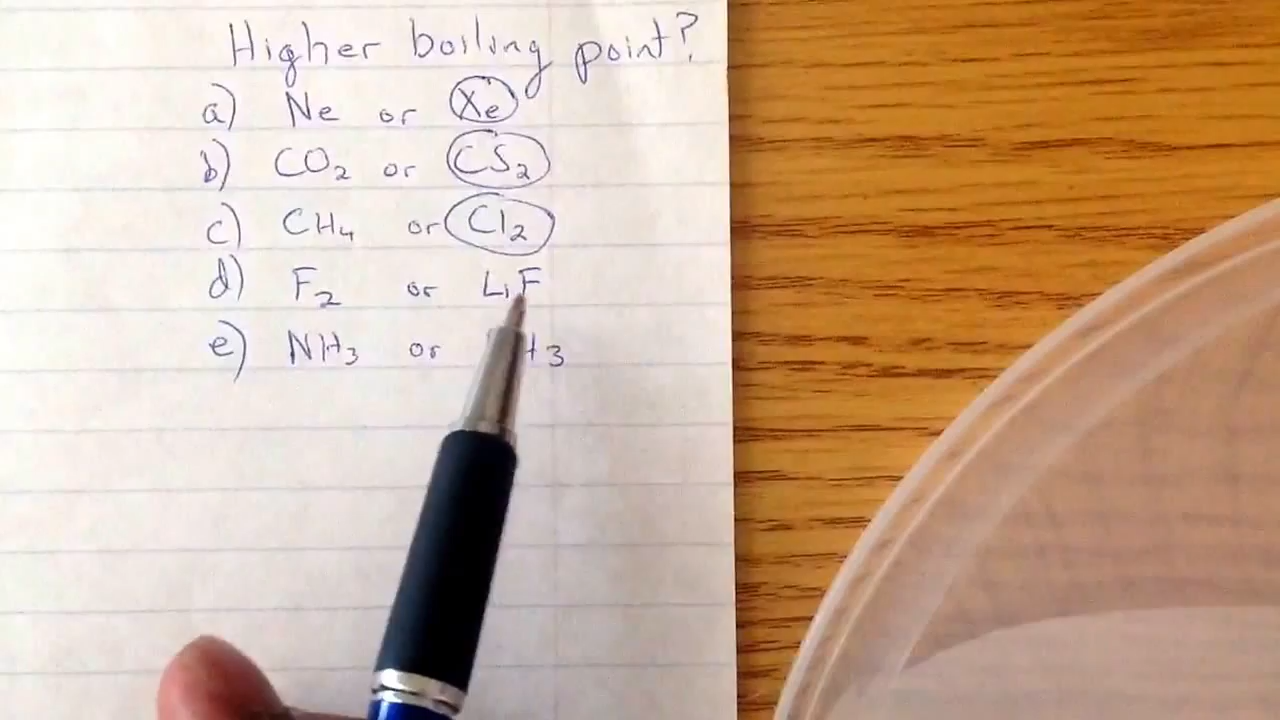 Higher boiling point?
a) Ne or Xe
b) CO₂ or CS₂
c) CH₄ or Cl₂
d) F₂ or LiF
e) NH₃ or